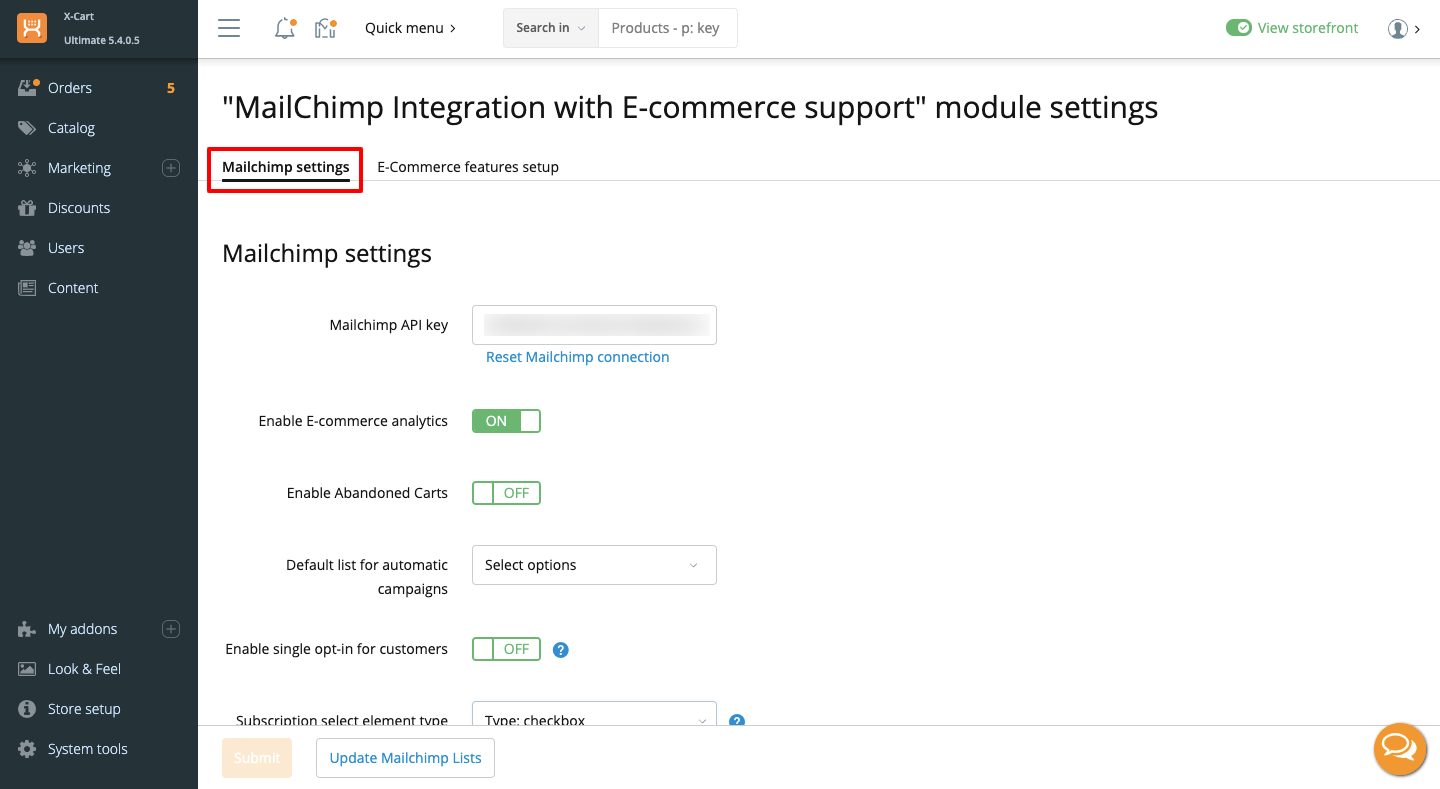 X-Cart
Ultimate 5.4.0.5
Quick menu
Search in
Products - p: key
View storefront
Orders 5
Catalog
Marketing
Discounts
Users
Content
My addons
Look & Feel
Store setup
System tools
"MailChimp Integration with E-commerce support" module settings
Mailchimp settings
E-Commerce features setup
Mailchimp settings
Mailchimp API key
Reset Mailchimp connection
Enable E-commerce analytics ON
Enable Abandoned Carts OFF
Default list for automatic
campaigns
Select options
Enable single opt-in for customers OFF ?
Subscription select element type Type: checkbox ?
Submit
Update Mailchimp Lists